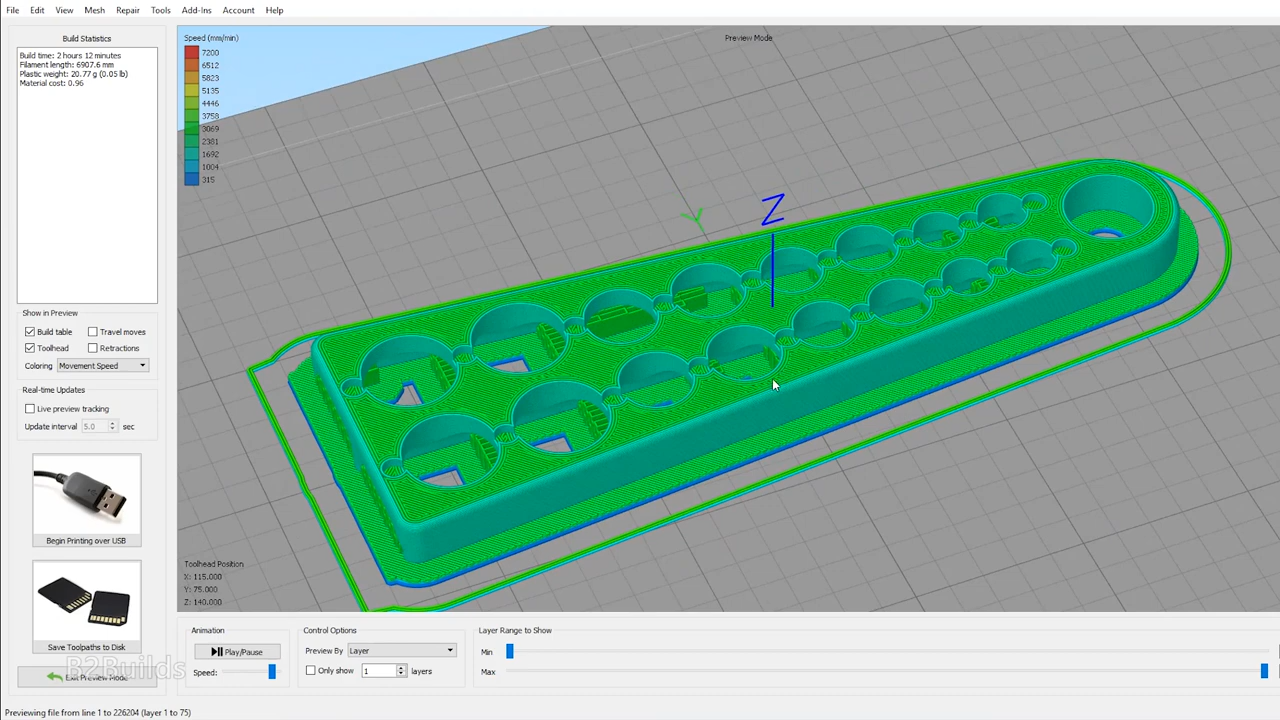 File Edit View Mesh Repair Tools Add-Ins Account Help
Build Statistics
Build time: 2 hours 12 minutes
Filament length: 6907.6 mm
Plastic weight: 20.77 g (0.05 lb)
Material cost: 0.96
Show in Preview
Build table Travel moves
Toolhead Retractions
Coloring Movement Speed
Real-time Updates
Live preview tracking
Update interval 5.0 sec
Begin Printing over USB
Save Toolpaths to Disk
Exit Preview Mode
B2Builds
Speed (mm/min)
7200
6512
5823
5135
4446
3758
3069
2381
1692
1004
315
Preview Mode
Y
Z
Toolhead Position
X: 115.000
Y: 75.000
Z: 140.000
Animation
Play/Pause
Speed:
Control Options
Preview By Layer
Only show 1 layers
Layer Range to Show
Min
Max
Previewing file from line 1 to 226204 (layer 1 to 75)